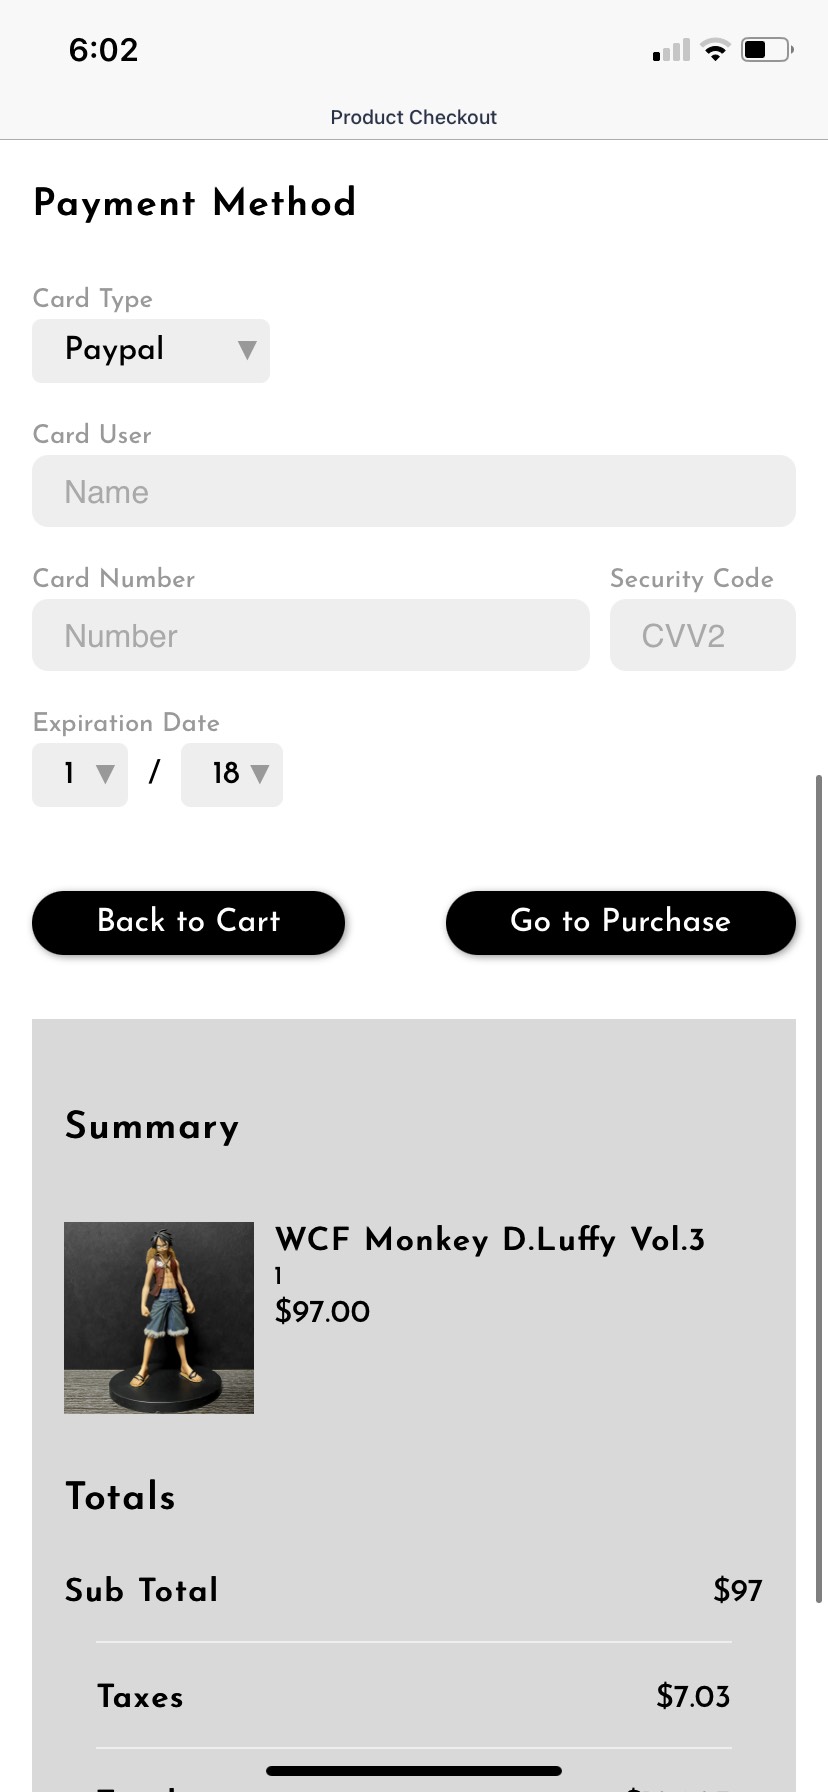 6:02
Product Checkout
Payment Method
Card Type
Paypal
Card User
Name
Card Number Security Code
Number CVV2
Expiration Date
1 / 18
Back to Cart Go to Purchase
Summary
WCF Monkey D.Luffy Vol.3
1
$97.00
Totals
Sub Total $97
Taxes $7.03